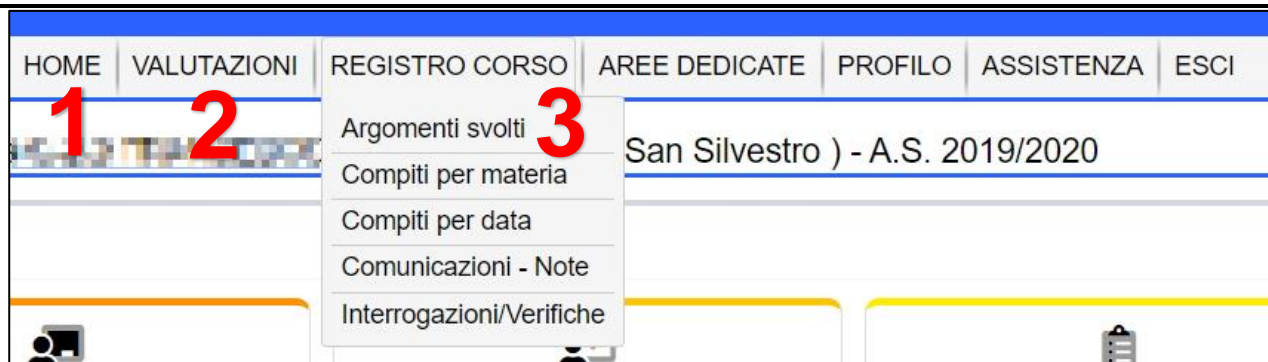 HOME VALUTAZIONI REGISTRO CORSO AREE DEDICATE PROFILO ASSISTENZA ESCI
1 2 3
San Silvestro ) - A.S. 2019/2020
Argomenti svolti
Compiti per materia
Compiti per data
Comunicazioni - Note
Interrogazioni/Verifiche